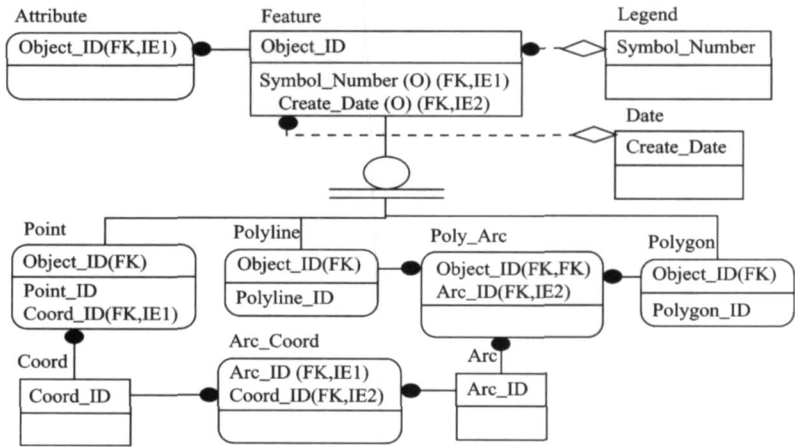 Attribute
Object_ID(FK,IE1)
Feature
Object_ID
Symbol_Number (O) (FK,IE1)
Create_Date (O) (FK,IE2)
Legend
Symbol_Number
Date
Create_Date
Point
Object_ID(FK)
Point_ID
Coord_ID(FK,IE1)
Polyline
Object_ID(FK)
Polyline_ID
Poly_Arc
Object_ID(FK,FK)
Arc_ID(FK,IE2)
Polygon
Object_ID(FK)
Polygon_ID
Coord
Coord_ID
Arc_Coord
Arc_ID (FK,IE1)
Coord_ID(FK,IE2)
Arc
Arc_ID